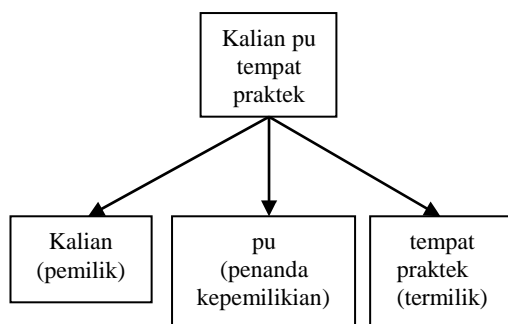 Kalian pu
tempat
praktek
Kalian
(pemilik)
pu
(penanda
kepemilikian)
tempat
praktek
(termilik)